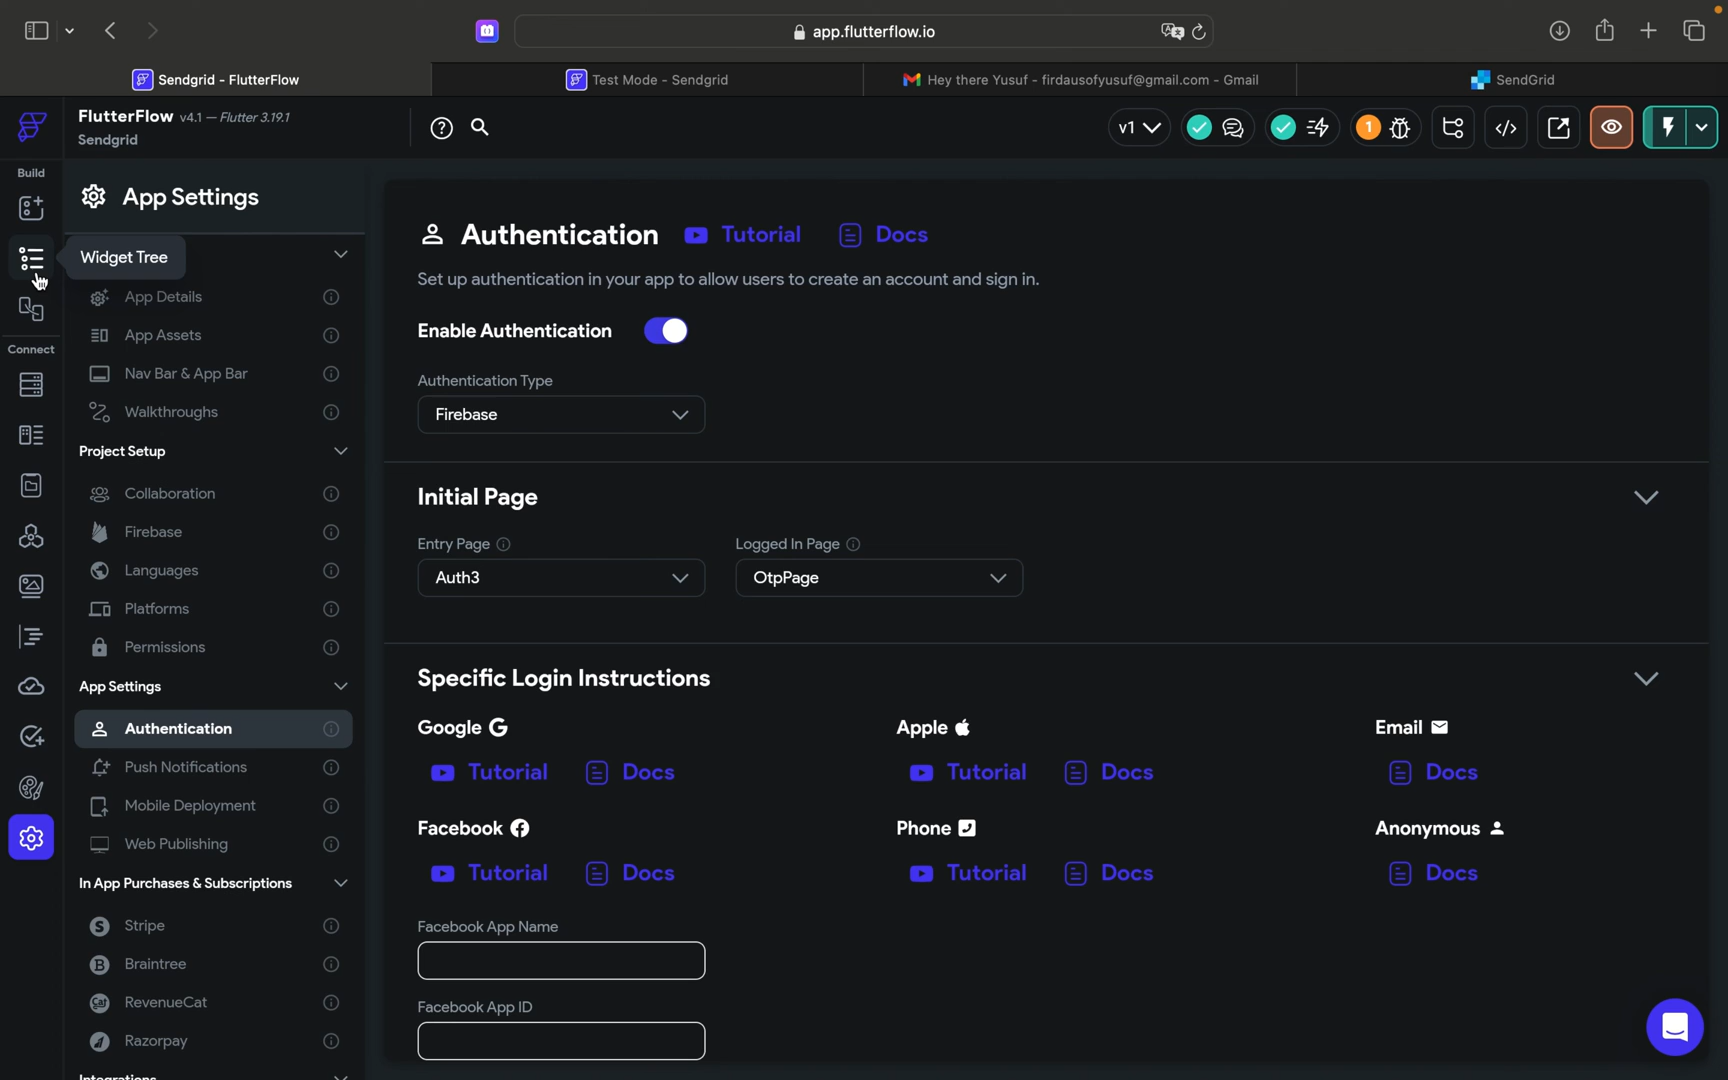 app.flutterflow.io
Sendgrid - FlutterFlow
Test Mode - Sendgrid
Hey there Yusuf - firdausofyusuf@gmail.com - Gmail
SendGrid
FlutterFlow v4.1 — Flutter 3.19.1
Sendgrid
v1
1
Build
App Settings
Widget Tree
App Details
App Assets
Nav Bar & App Bar
Walkthroughs
Connect
Project Setup
Collaboration
Firebase
Languages
Platforms
Permissions
App Settings
Authentication
Push Notifications
Mobile Deployment
Web Publishing
In App Purchases & Subscriptions
Stripe
Braintree
RevenueCat
Razorpay
Integrations
Authentication Tutorial Docs
Set up authentication in your app to allow users to create an account and sign in.
Enable Authentication
Authentication Type
Firebase
Initial Page
Entry Page Logged In Page
Auth3 OtpPage
Specific Login Instructions
Google Apple Email
Tutorial Docs Tutorial Docs Docs
Facebook Phone Anonymous
Tutorial Docs Tutorial Docs Docs
Facebook App Name
Facebook App ID